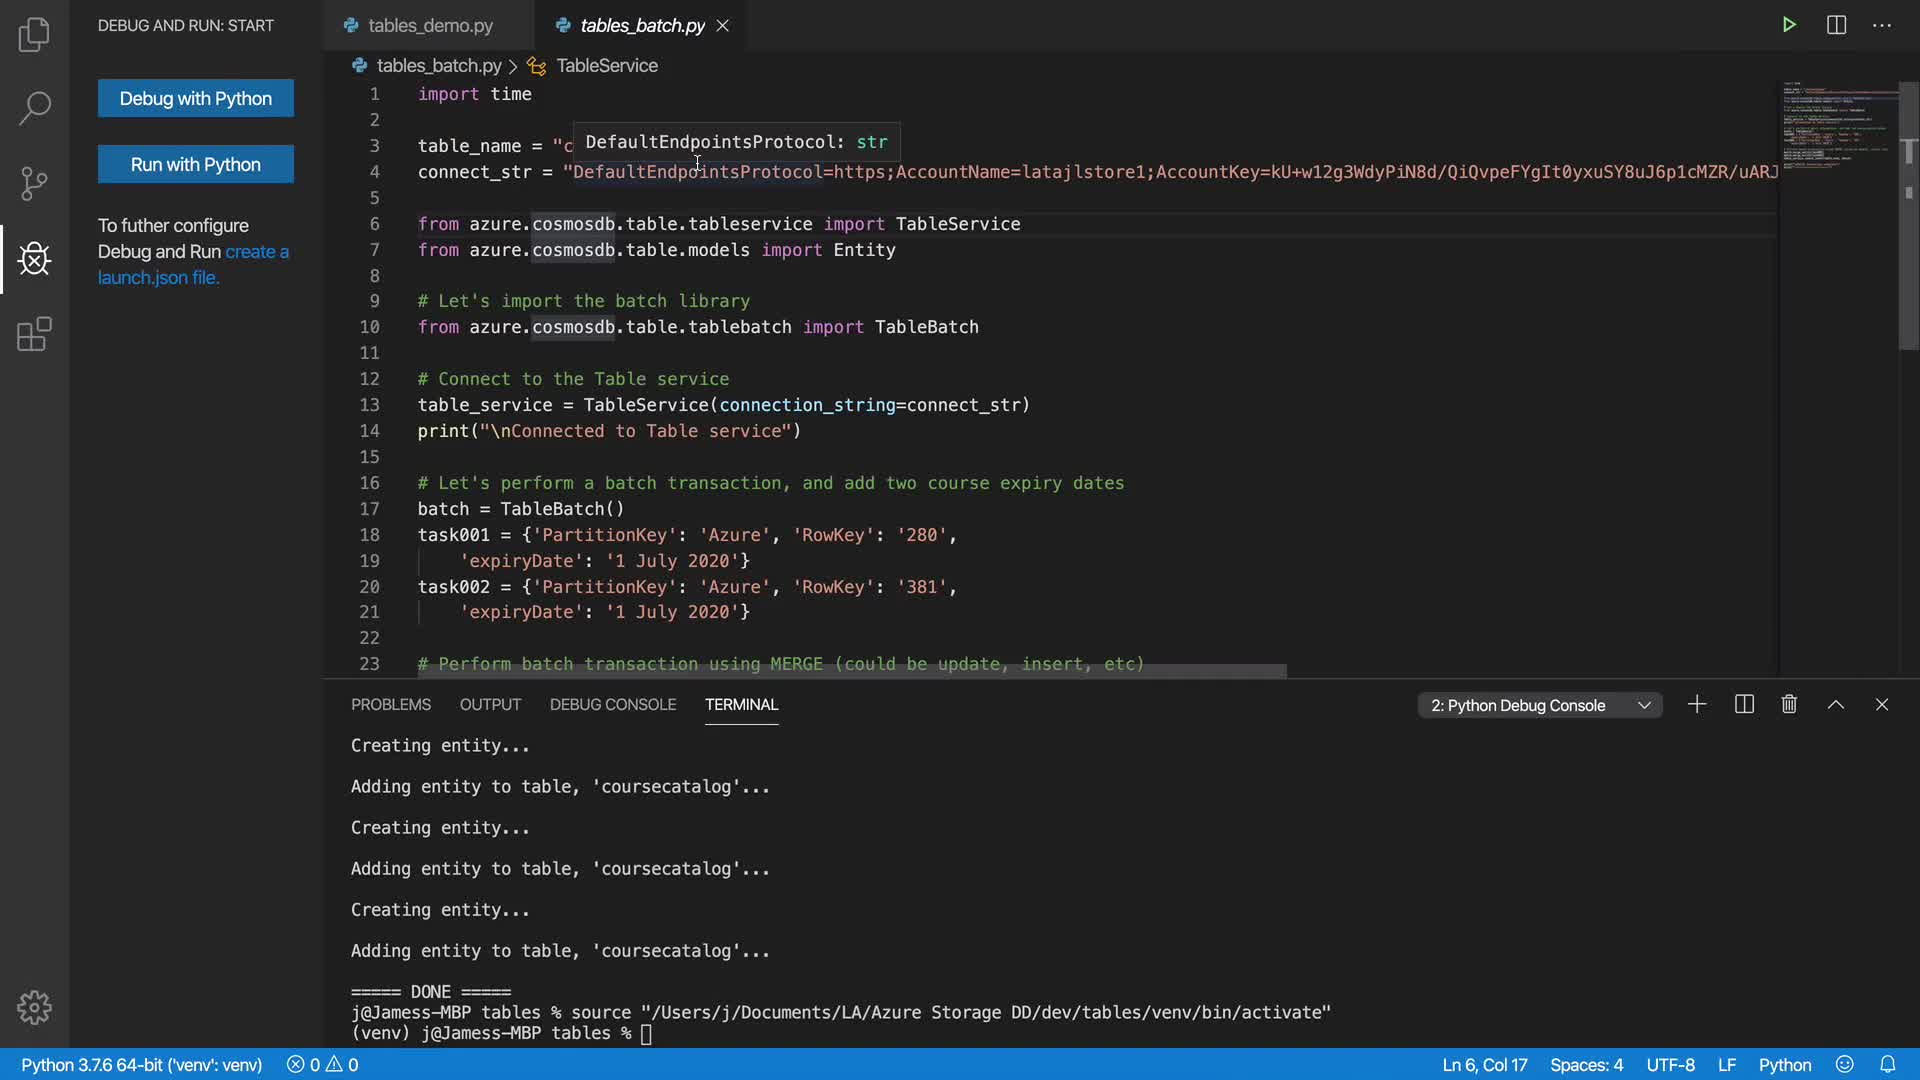 DEBUG AND RUN: START
tables_demo.py
tables_batch.py
Debug with Python
Run with Python
To futher configure
Debug and Run create a
launch.json file.
tables_batch.py > TableService
1 import time
2
DefaultEndpointsProtocol: str
3 table_name = "c
4 connect_str = "DefaultEndpointsProtocol=https;AccountName=latajlstore1;AccountKey=kU+w12g3WdyPiN8d/QiQvpeFYgIt0yxuSY8uJ6p1cMZR/uARJ
5
6 from azure.cosmosdb.table.tableservice import TableService
7 from azure.cosmosdb.table.models import Entity
8
9 # Let's import the batch library
10 from azure.cosmosdb.table.tablebatch import TableBatch
11
12 # Connect to the Table service
13 table_service = TableService(connection_string=connect_str)
14 print("\nConnected to Table service")
15
16 # Let's perform a batch transaction, and add two course expiry dates
17 batch = TableBatch()
18 task001 = {'PartitionKey': 'Azure', 'RowKey': '280',
19 'expiryDate': '1 July 2020'}
20 task002 = {'PartitionKey': 'Azure', 'RowKey': '381',
21 'expiryDate': '1 July 2020'}
22
23 # Perform batch transaction using MERGE (could be update, insert, etc)
PROBLEMS OUTPUT DEBUG CONSOLE TERMINAL
2: Python Debug Console
Creating entity...
Adding entity to table, 'coursecatalog'...
Creating entity...
Adding entity to table, 'coursecatalog'...
Creating entity...
Adding entity to table, 'coursecatalog'...
===== DONE =====
j@Jamess-MBP tables % source "/Users/j/Documents/LA/Azure Storage DD/dev/tables/venv/bin/activate"
(venv) j@Jamess-MBP tables %
Python 3.7.6 64-bit ('venv': venv) 0 0
Ln 6, Col 17 Spaces: 4 UTF-8 LF Python